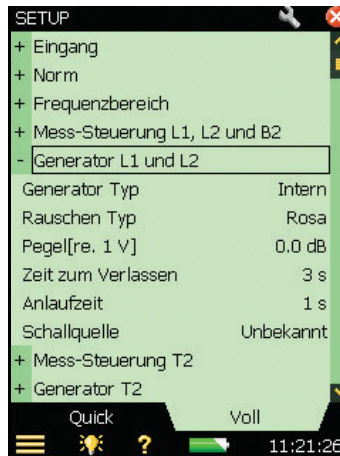 SETUP
+ Eingang
+ Norm
+ Frequenzbereich
+ Mess-Steuerung L1, L2 und B2
- Generator L1 und L2
Generator Typ Intern
Rauschen Typ Rosa
Pegel[re. 1 V] 0.0 dB
Zeit zum Verlassen 3 s
Anlaufzeit 1 s
Schallquelle Unbekannt
+ Mess-Steuerung T2
+ Generator T2
Quick Voll
? 11:21:26